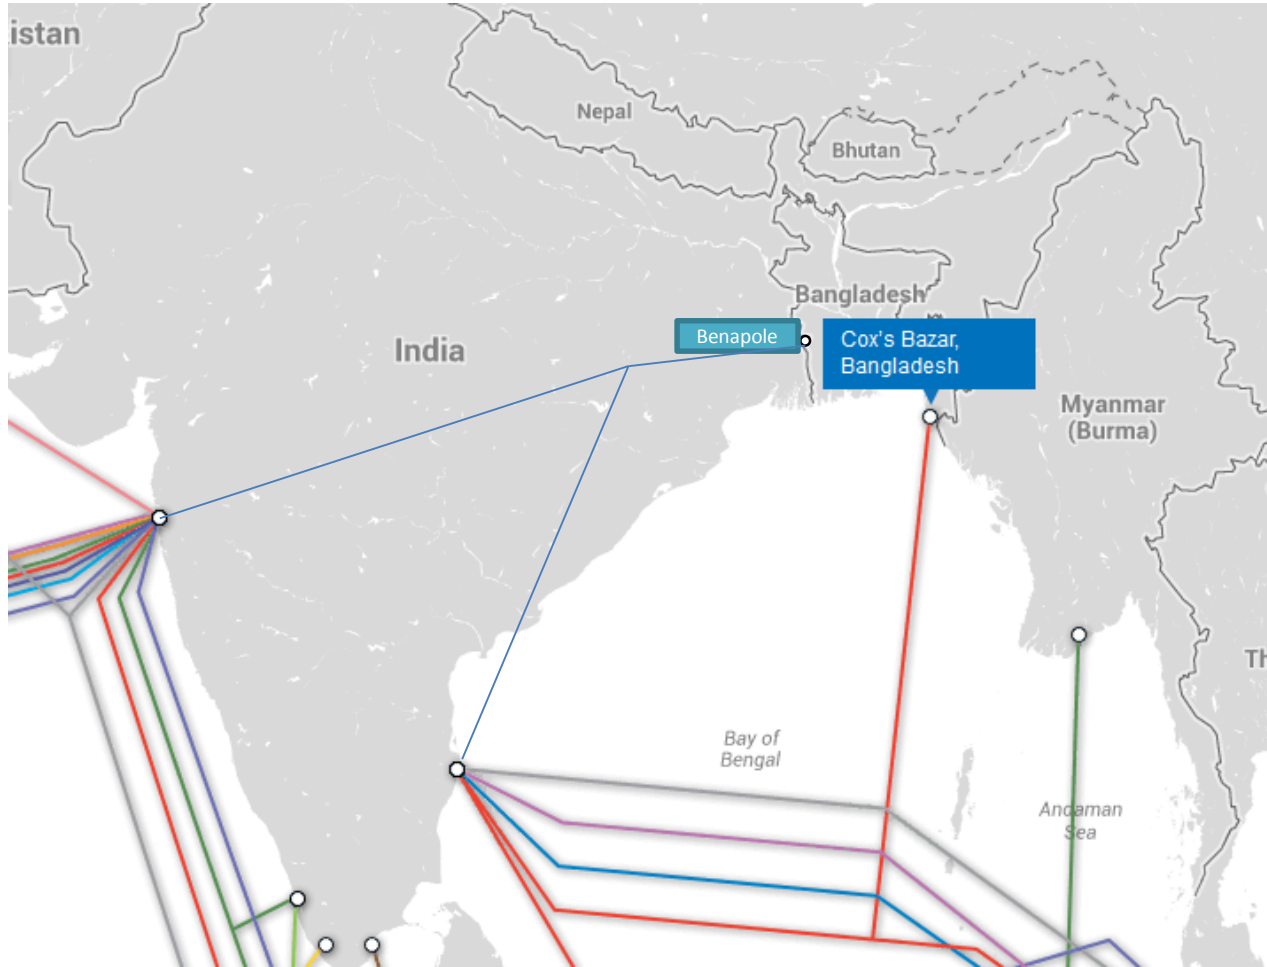 istan
Nepal
Bhutan
Bangladesh
Benapole
Cox's Bazar,
Bangladesh
India
Myanmar
(Burma)
Th
Bay of
Bengal
Andaman
Sea